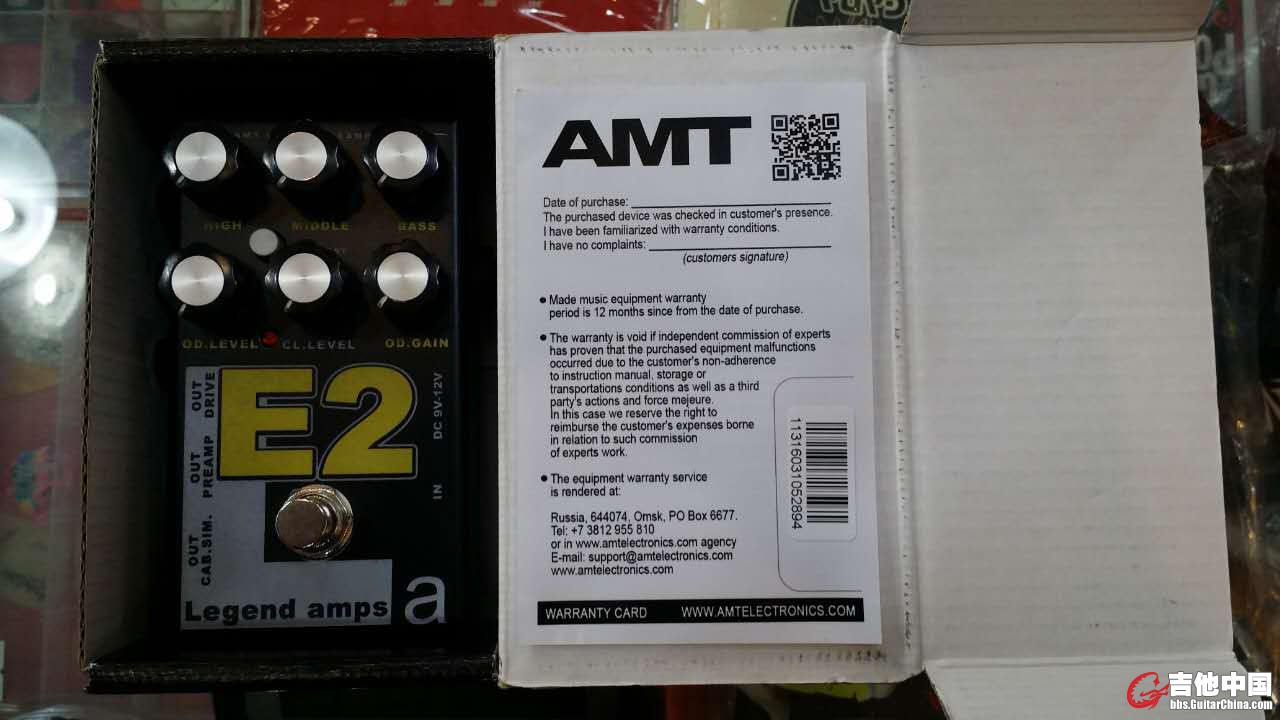 HIGH
MIDDLE
BASS
OD.LEVEL
CL.LEVEL
OD.GAIN
OUT
DRIVE
OUT
PREAMP
OUT
CAB.SIM.
E2
DC 9V-12V
IN
Legend amps
a
AMT
Date of purchase:
The purchased device was checked in customer's presence.
I have been familiarized with warranty conditions.
I have no complaints:
(customers signature)
• Made music equipment warranty
period is 12 months since from the date of purchase.
• The warranty is void if independent commission of experts
has proven that the purchased equipment malfunctions
occurred due to the customer's non-adherence
to instruction manual, storage or
transportations conditions as well as a third
party's actions and force mejeure.
In this case we reserve the right to
reimburse the customer's expenses borne
in relation to such commission
of experts work.
• The equipment warranty service
is rendered at:
Russia, 644074, Omsk, PO Box 6677.
Tel: +7 3812 955 810
or in www.amtelectronics.com agency
E-mail: support@amtelectronics.com
www.amtelectronics.com
11316031052894
WARRANTY CARD WWW.AMTELECTRONICS.COM
吉他中国
bbs.GuitarChina.com